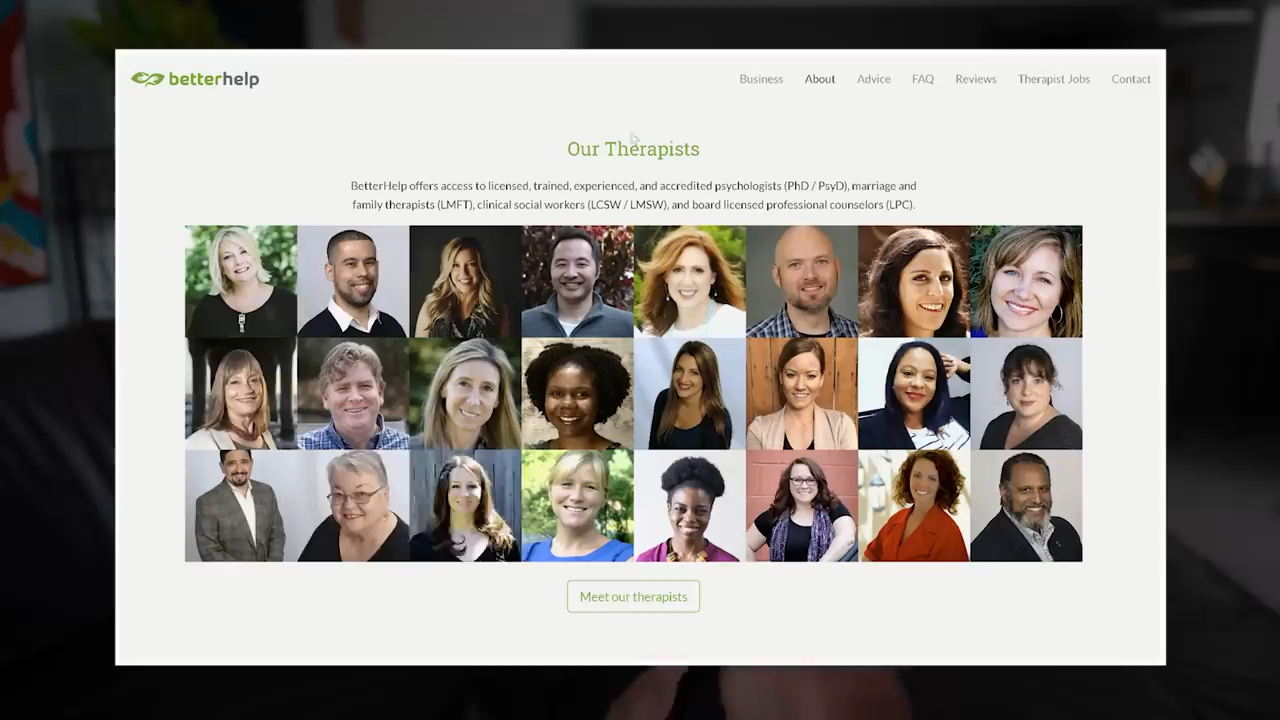 betterhelp
Business About Advice FAQ Reviews Therapist Jobs Contact
Our Therapists
BetterHelp offers access to licensed, trained, experienced, and accredited psychologists (PhD / PsyD), marriage and
family therapists (LMFT), clinical social workers (LCSW / LMSW), and board licensed professional counselors (LPC).
Meet our therapists